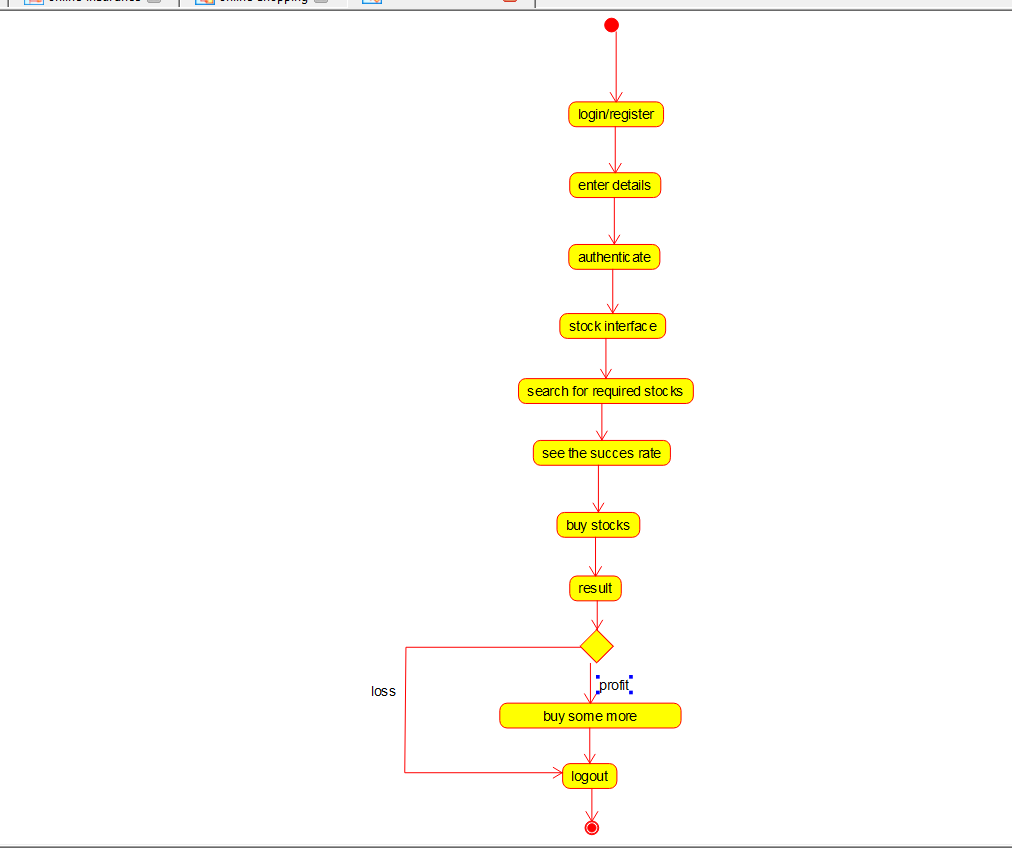 login/register
enter details
authenticate
stock interface
search for required stocks
see the succes rate
buy stocks
result
loss
profit
buy some more
logout